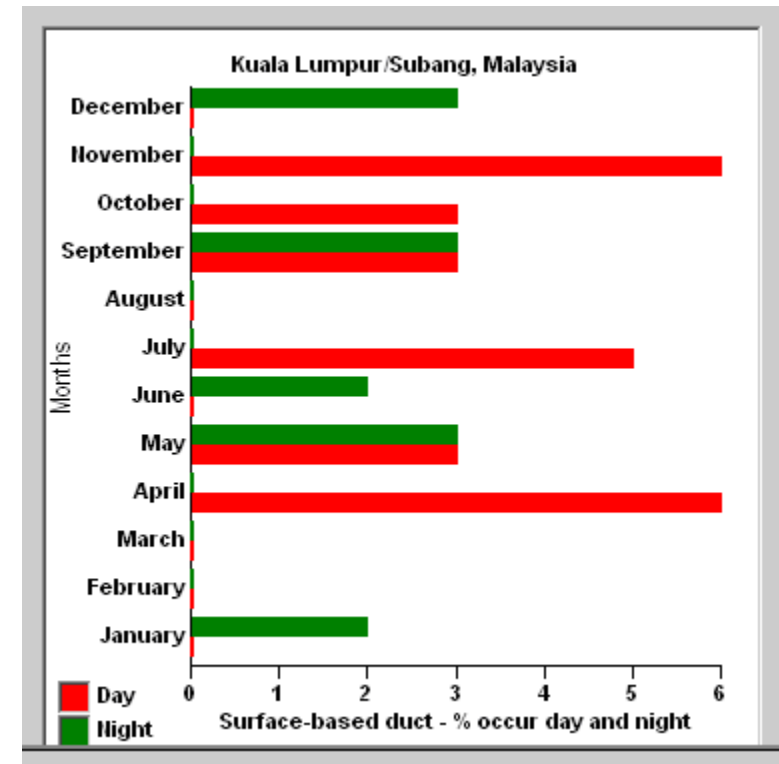 Kuala Lumpur/Subang, Malaysia
December
November
October
September
August
July
June
May
April
March
February
January
Months
0 1 2 3 4 5 6
Surface-based duct - % occur day and night
Day
Night